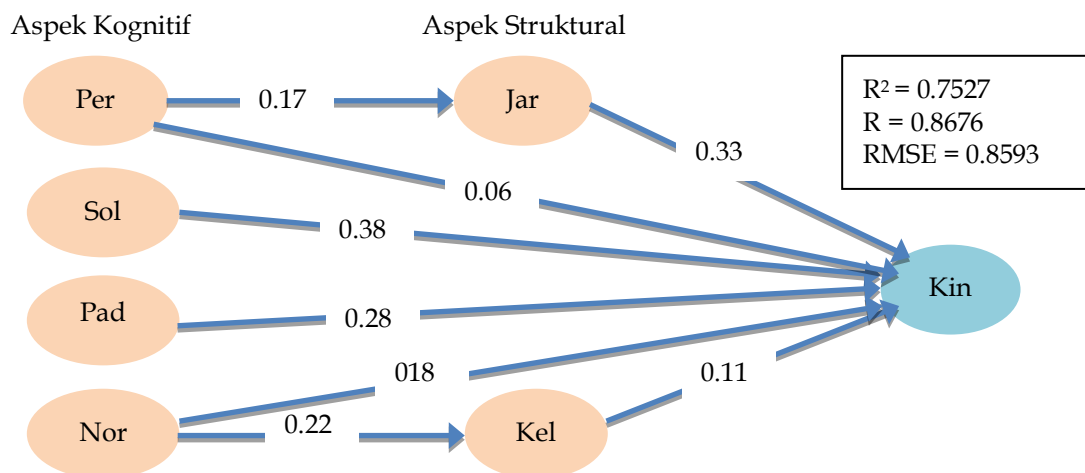 Aspek Kognitif
Aspek Struktural
Per
0.17
Jar
R² = 0.7527
R = 0.8676
RMSE = 0.8593
0.33
0.06
Sol
0.38
Kin
Pad
0.28
018
0.11
Nor
0.22
Kel